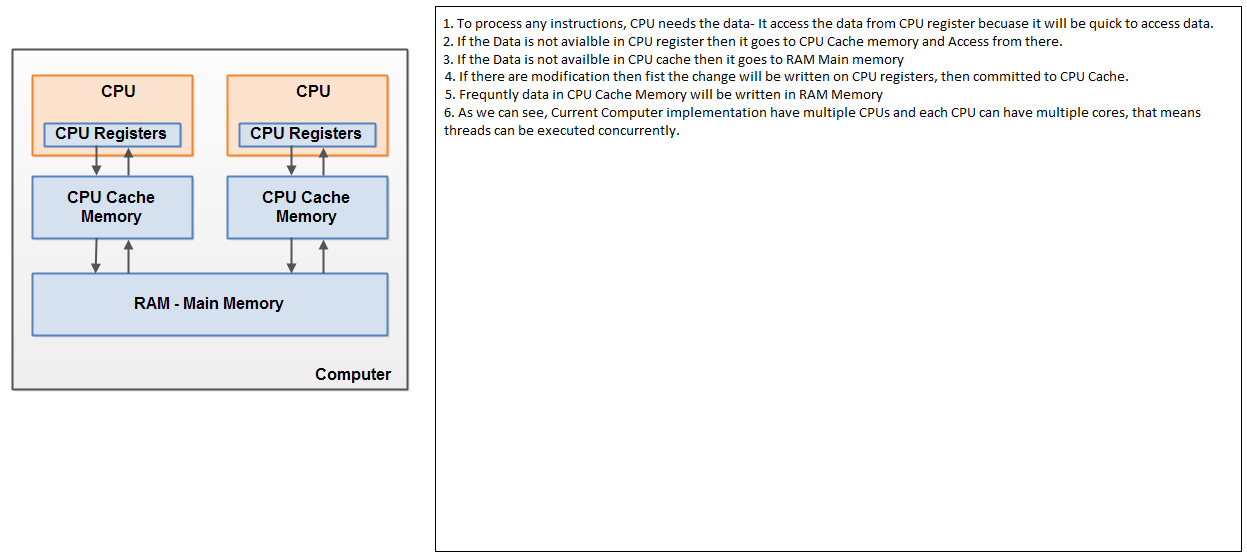 CPU
CPU Registers
CPU Cache
Memory
CPU
CPU Registers
CPU Cache
Memory
RAM - Main Memory
Computer
1. To process any instructions, CPU needs the data- It access the data from CPU register becuase it will be quick to access data.
2. If the Data is not avialble in CPU register then it goes to CPU Cache memory and Access from there.
3. If the Data is not availble in CPU cache then it goes to RAM Main memory
4. If there are modification then fist the change will be written on CPU registers, then committed to CPU Cache.
5. Frequntly data in CPU Cache Memory will be written in RAM Memory
6. As we can see, Current Computer implementation have multiple CPUs and each CPU can have multiple cores, that means
threads can be executed concurrently.